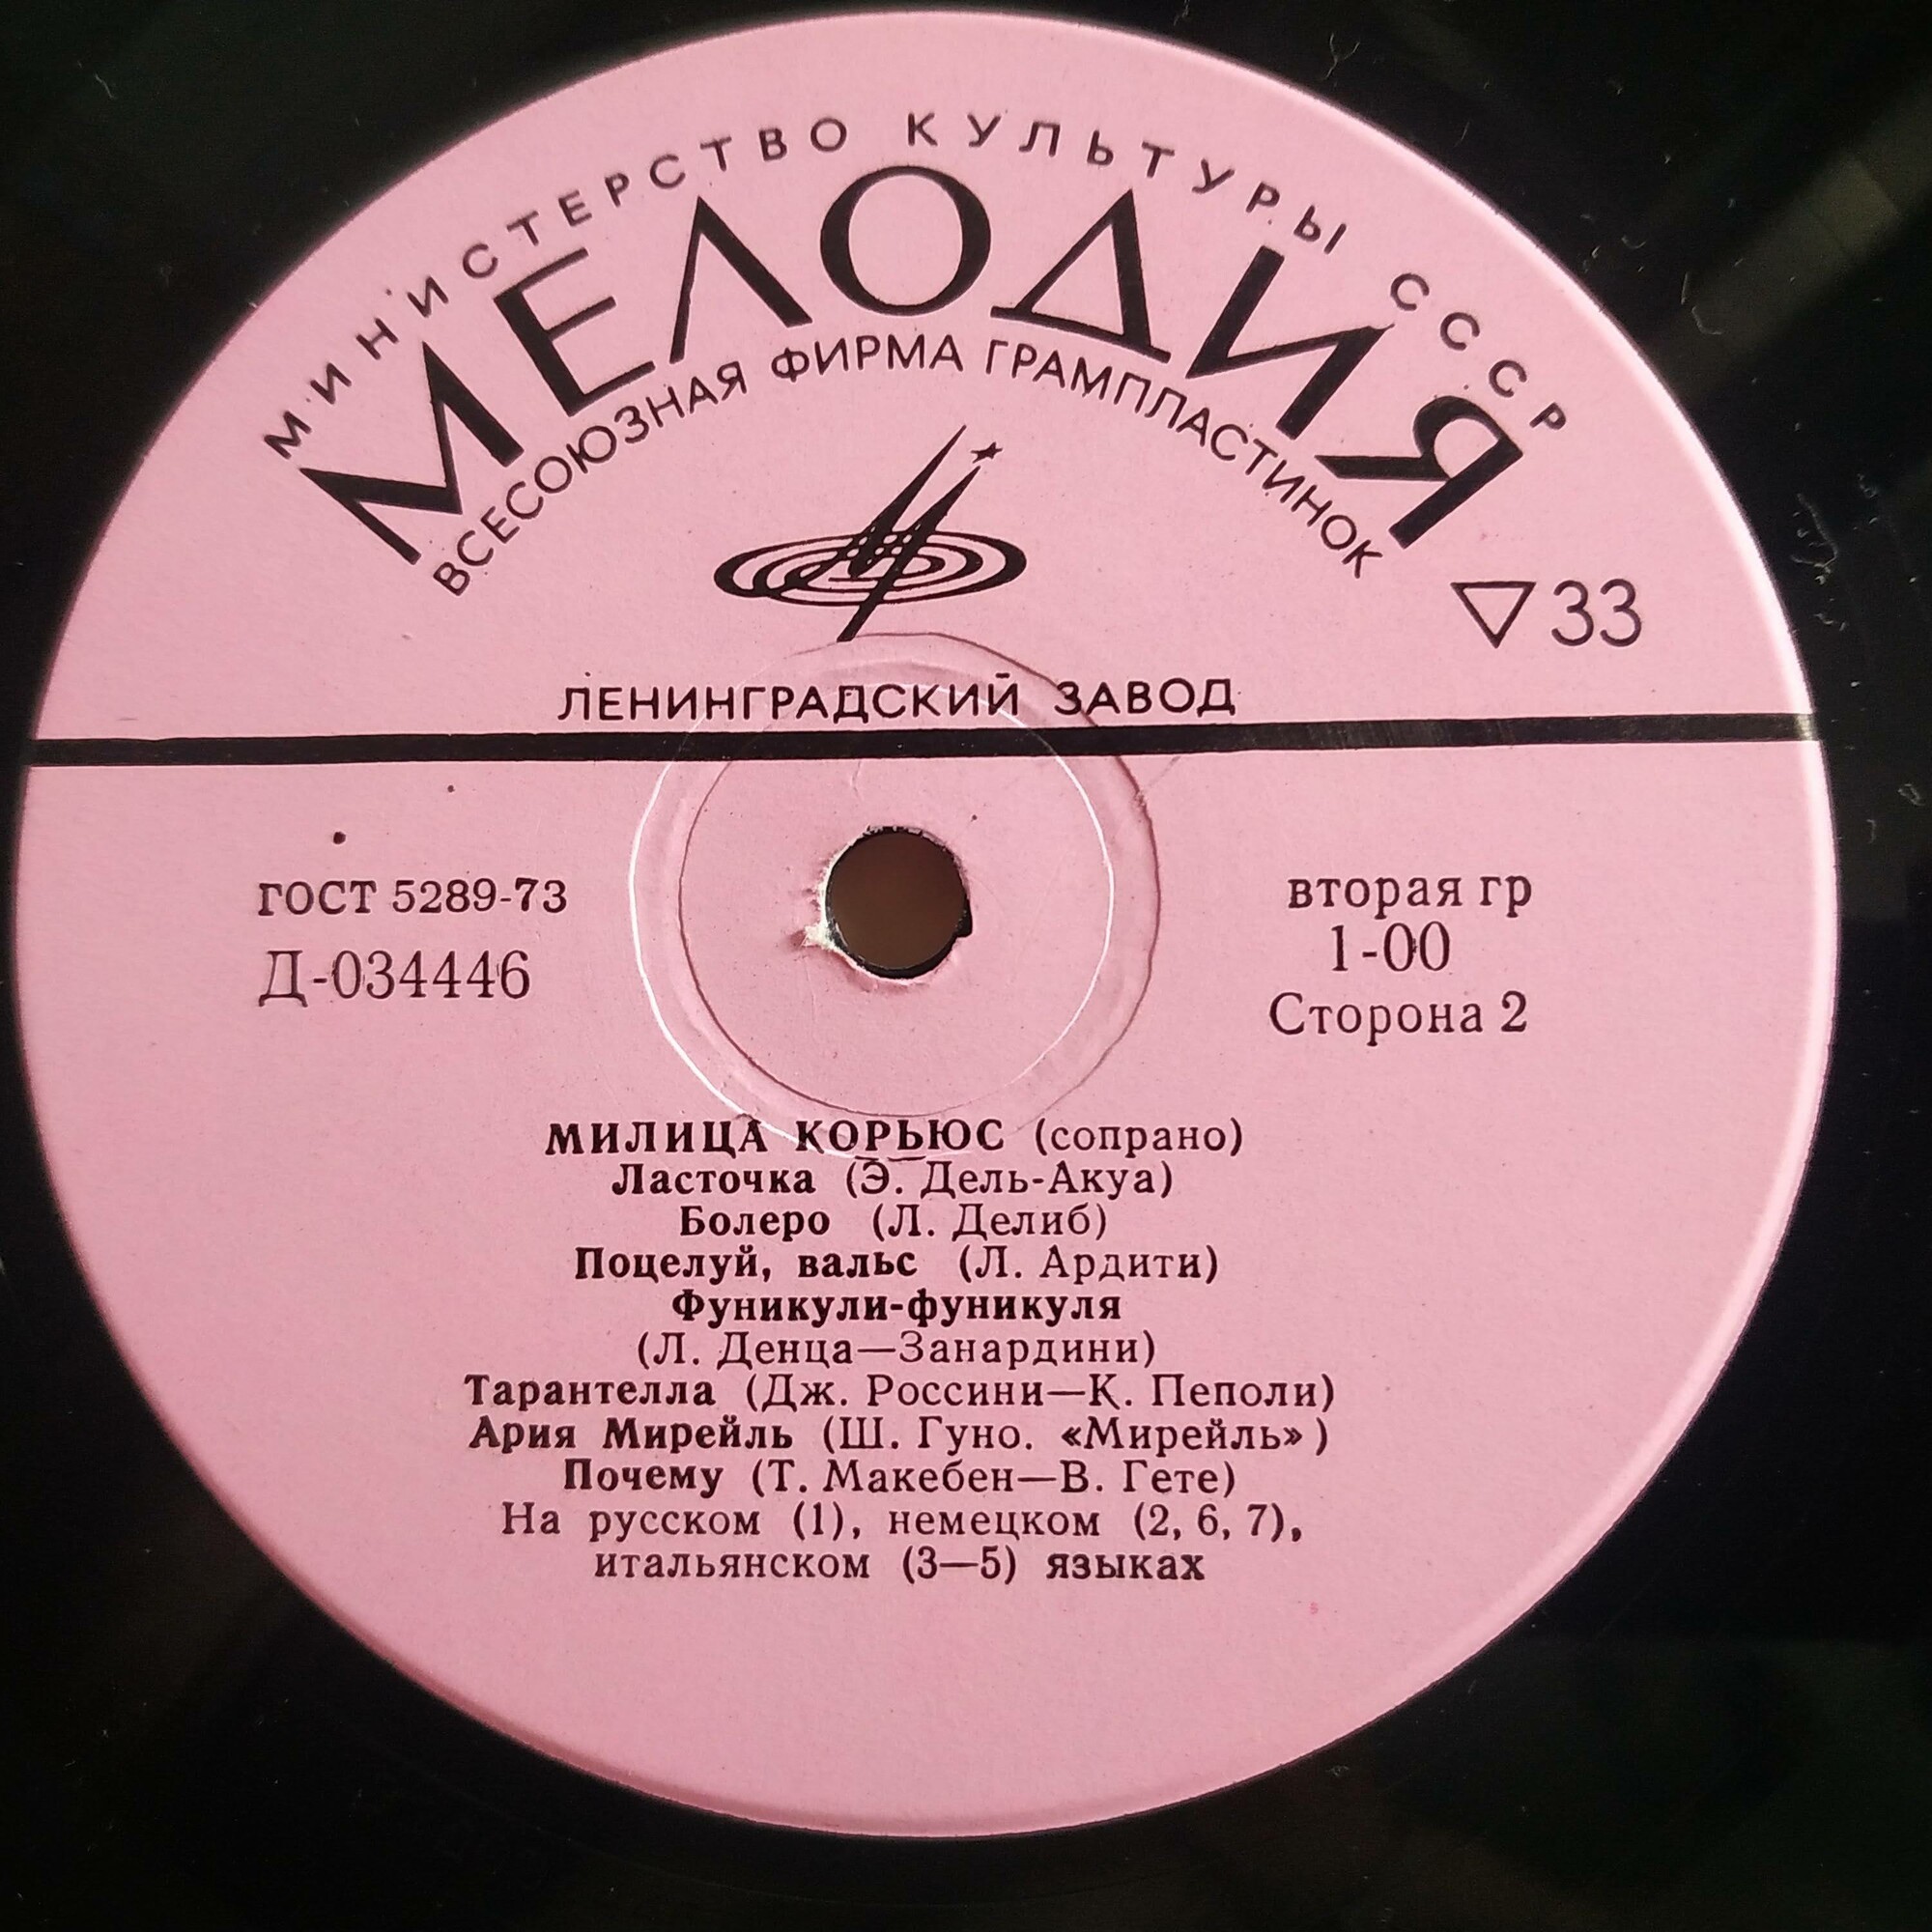 МИНИСТЕРСТВО КУЛЬТУРЫ СССР
МЕЛОДИЯ
ВСЕСОЮЗНАЯ ФИРМА ГРАМПЛАСТИНОК
33
ЛЕНИНГРАДСКИЙ ЗАВОД
ГОСТ 5289-73
Д-034446
вторая гр
1-00
Сторона 2
МИЛИЦА КОРЬЮС (сопрано)
Ласточка (Э. Дель-Акуа)
Болеро (Л. Делиб)
Поцелуй, вальс (Л. Ардити)
Фуникули-фуникуля
(Л. Денца—Занардини)
Тарантелла (Дж. Россини—К. Пеполи)
Ария Мирейль (Ш. Гуно. «Мирейль»)
Почему (Т. Макебен—В. Гете)
На русском (1), немецком (2, 6, 7),
итальянском (3—5) языках